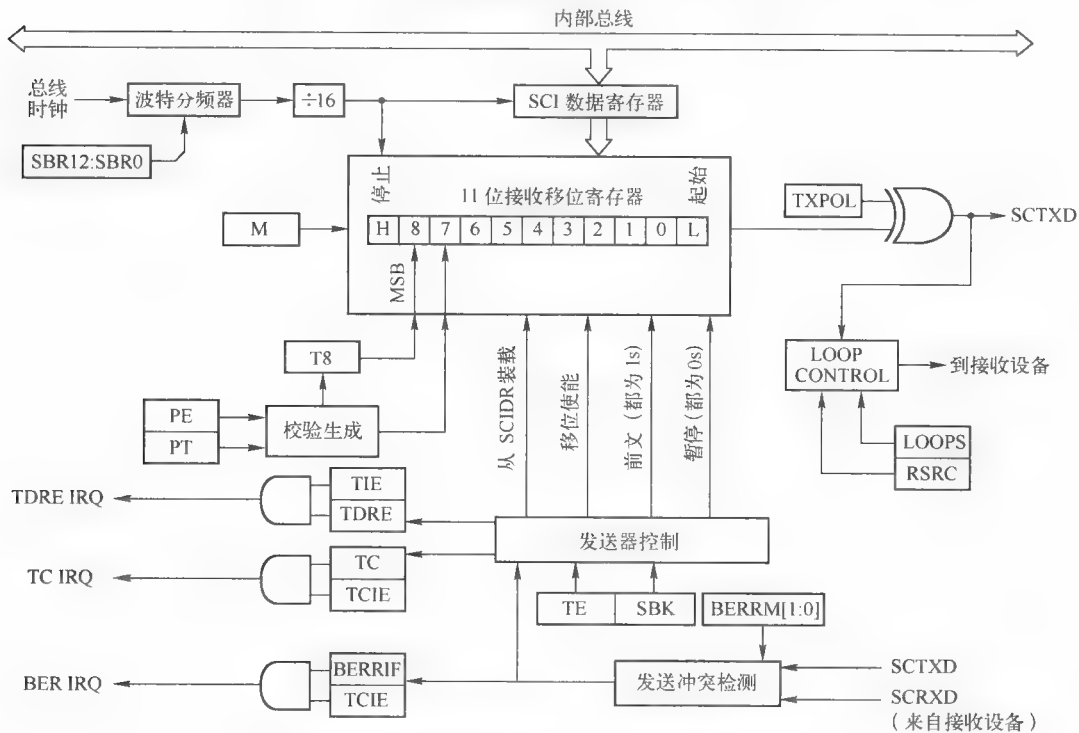 内部总线
总线
时钟
波特分频器
÷16
SCI 数据寄存器
SBR12:SBR0
停止
11 位接收移位寄存器
起始
M
H 8 7 6 5 4 3 2 1 0 L
MSB
TXPOL
SCTXD
T8
从 SCIDR 装载
移位使能
前文（都为 1s）
暂停（都为 0s）
LOOP
CONTROL
到接收设备
PE
PT
校验生成
LOOPS
RSRC
TDRE IRQ
TIE
TDRE
发送器控制
TC IRQ
TC
TCIE
TE
SBK
BERRM[1:0]
BER IRQ
BERRIF
TCIE
发送冲突检测
SCTXD
SCRXD
（来自接收设备）